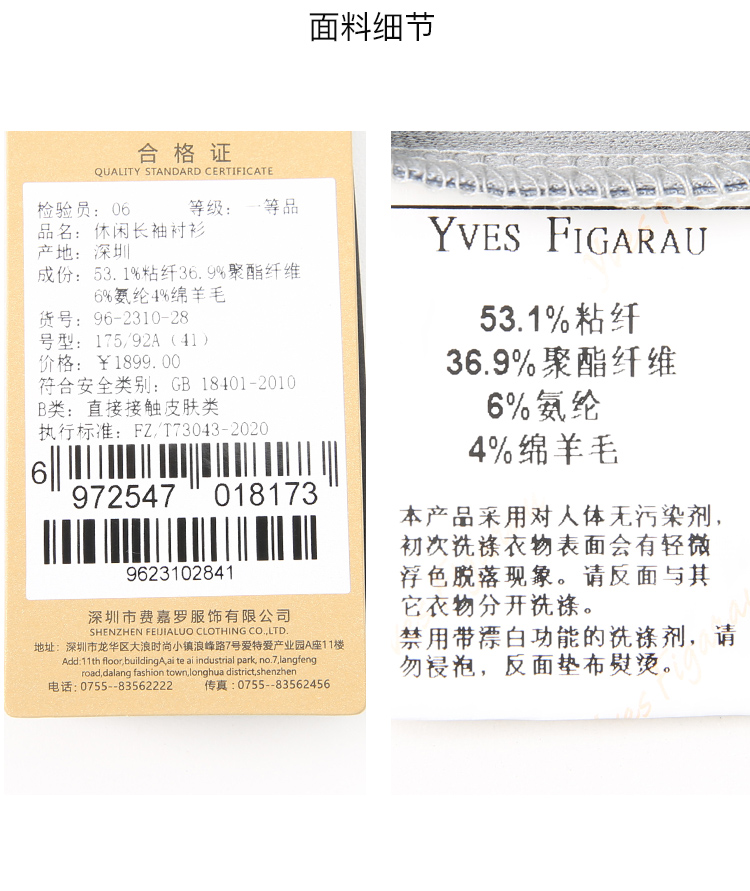 面料细节
合格证
QUALITY STANDARD CERTIFICATE
检验员：06 等级：一等品
品名：休闲长袖衬衫
产地：深圳
成份：53.1%粘纤36.9%聚酯纤维
6%氨纶4%绵羊毛
货号：96-2310-28
号型：175/92A（41）
价格：￥1899.00
符合安全类别：GB 18401-2010
B类：直接接触皮肤类
执行标准：FZ/T73043-2020
6 972547 018173
9623102841
深圳市费嘉罗服饰有限公司
SHENZHEN FEIJIALUO CLOTHING CO.,LTD.
地址：深圳市龙华区大浪时尚小镇浪峰路7号爱特爱产业园A座11楼
Add:11th floor,buildingA,ai te ai industrial park, no.7,langfeng
road,dalang fashion town,longhua district,shenzhen
电话:0755--83562222 传真:0755--83562456
YVES FIGARAU
53.1%粘纤
36.9%聚酯纤维
6%氨纶
4%绵羊毛
本产品采用对人体无污染剂，
初次洗涤衣物表面会有轻微
浮色脱落现象。请反面与其
它衣物分开洗涤。
禁用带漂白功能的洗涤剂，请
勿浸泡，反面垫布熨烫。
Yves Figarau